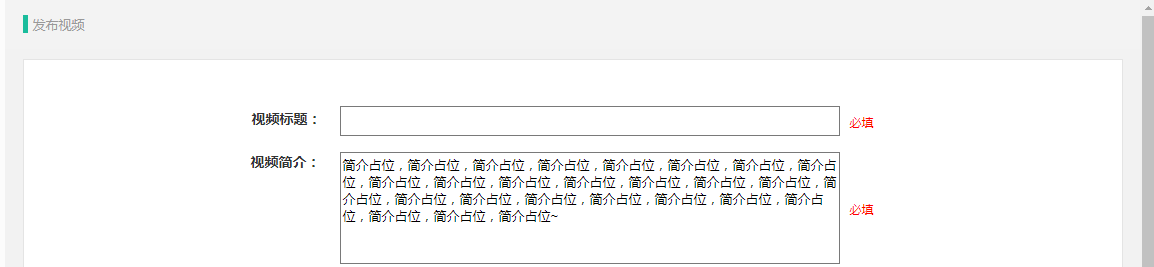 发布视频
视频标题：
必填
视频简介：
简介占位，简介占位，简介占位，简介占位，简介占位，简介占位，简介占位，简介占
位，简介占位，简介占位，简介占位，简介占位，简介占位，简介占位，简介占位，简
介占位，简介占位，简介占位，简介占位，简介占位，简介占位，简介占位，简介占
位，简介占位，简介占位，简介占位~
必填